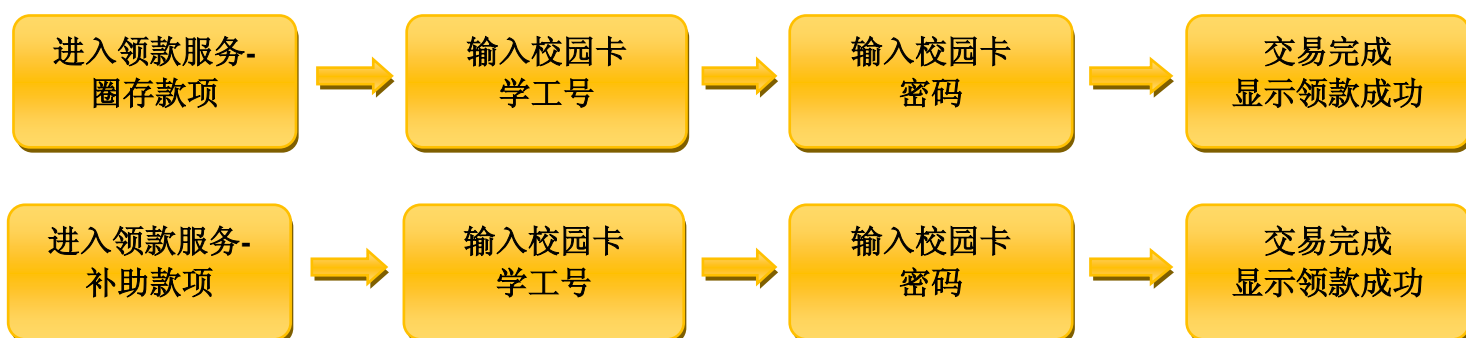 进入领款服务-
圈存款项
输入校园卡
学工号
输入校园卡
密码
交易完成
显示领款成功
进入领款服务-
补助款项
输入校园卡
学工号
输入校园卡
密码
交易完成
显示领款成功